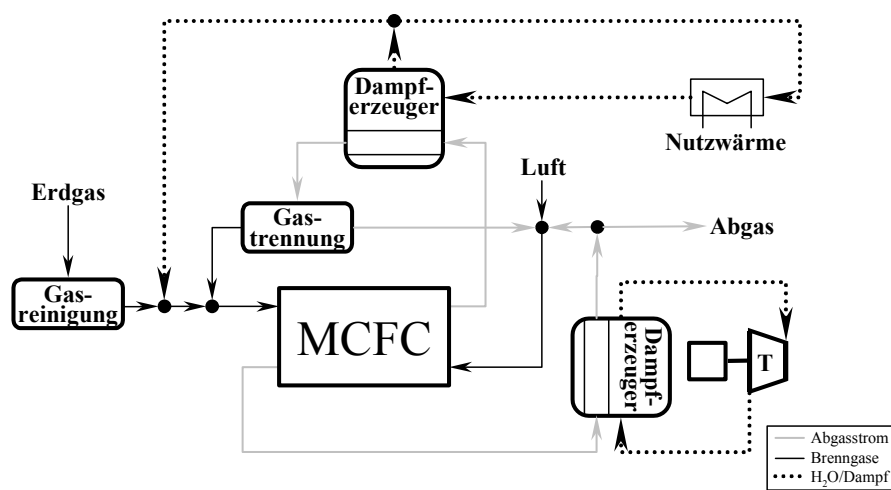 Dampf-
erzeuger
Nutzwärme
Luft
Erdgas
Gas-
trennung
Abgas
Gas-
reinigung
MCFC
Dampf-
erzeuger
T
Abgasstrom
Brenngase
H₂O/Dampf